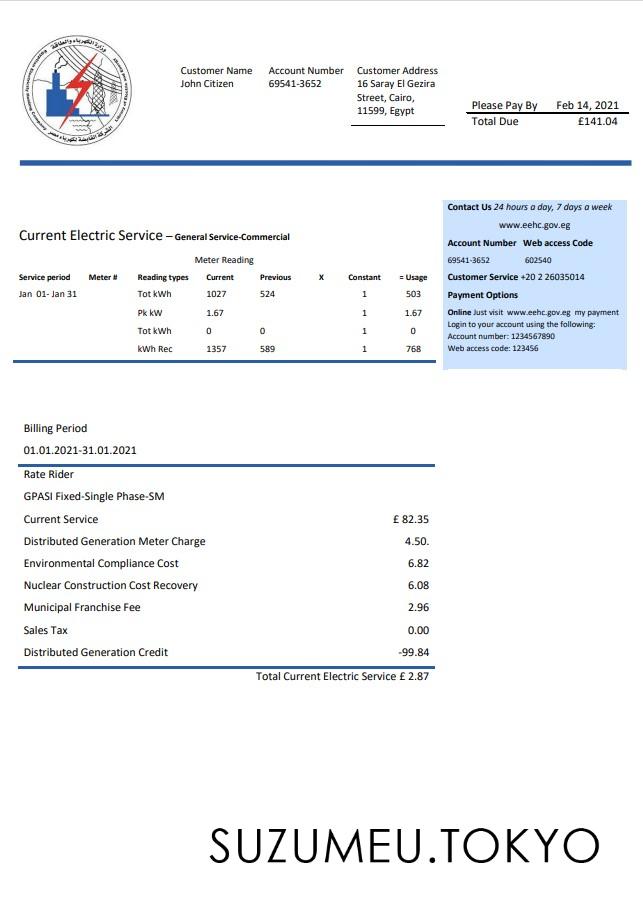 وزارة الكهرباء والطاقة
الشركة القابضة لكهرباء مصر
Customer Name Account Number Customer Address
John Citizen 69541-3652 16 Saray El Gezira
Street, Cairo,
11599, Egypt
Please Pay By Feb 14, 2021
Total Due £141.04
Contact Us 24 hours a day, 7 days a week
www.eehc.gov.eg
Account Number Web access Code
69541-3652 602540
Customer Service +20 2 26035014
Payment Options
Online Just visit www.eehc.gov.eg my payment
Login to your account using the following:
Account number: 1234567890
Web access code: 123456
Current Electric Service – General Service-Commercial
Meter Reading
Service period Meter # Reading types Current Previous X Constant = Usage
Jan 01- Jan 31 Tot kWh 1027 524 1 503
Pk kW 1.67 1 1.67
Tot kWh 0 0 1 0
kWh Rec 1357 589 1 768
Billing Period
01.01.2021-31.01.2021
Rate Rider
GPASI Fixed-Single Phase-SM
Current Service £ 82.35
Distributed Generation Meter Charge 4.50.
Environmental Compliance Cost 6.82
Nuclear Construction Cost Recovery 6.08
Municipal Franchise Fee 2.96
Sales Tax 0.00
Distributed Generation Credit -99.84
Total Current Electric Service £ 2.87
SUZUMEU.TOKYO